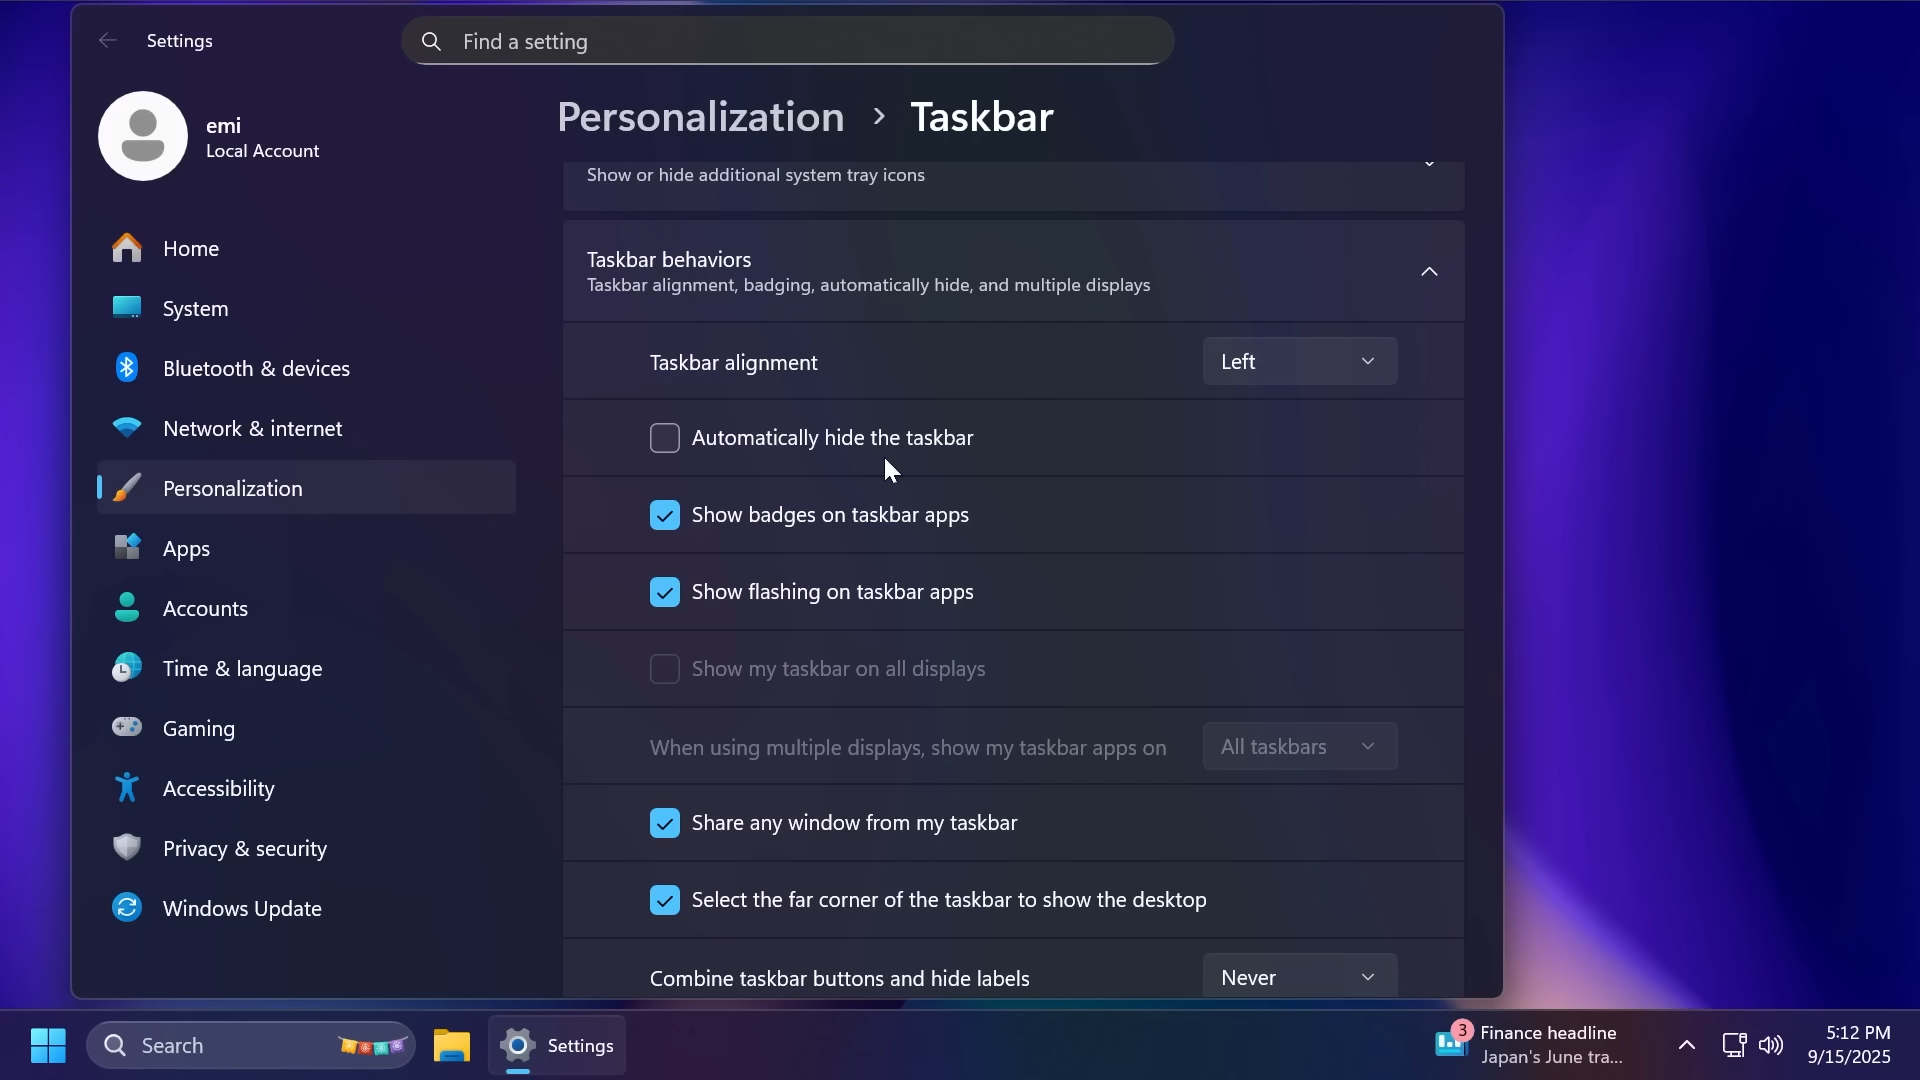 Settings
Find a setting
emi
Local Account
Home
System
Bluetooth & devices
Network & internet
Personalization
Apps
Accounts
Time & language
Gaming
Accessibility
Privacy & security
Windows Update
Personalization > Taskbar
Show or hide additional system tray icons
Taskbar behaviors
Taskbar alignment, badging, automatically hide, and multiple displays
Taskbar alignment Left
Automatically hide the taskbar
Show badges on taskbar apps
Show flashing on taskbar apps
Show my taskbar on all displays
When using multiple displays, show my taskbar apps on All taskbars
Share any window from my taskbar
Select the far corner of the taskbar to show the desktop
Combine taskbar buttons and hide labels Never
Search
Settings
3
Finance headline
Japan's June tra...
5:12 PM
9/15/2025